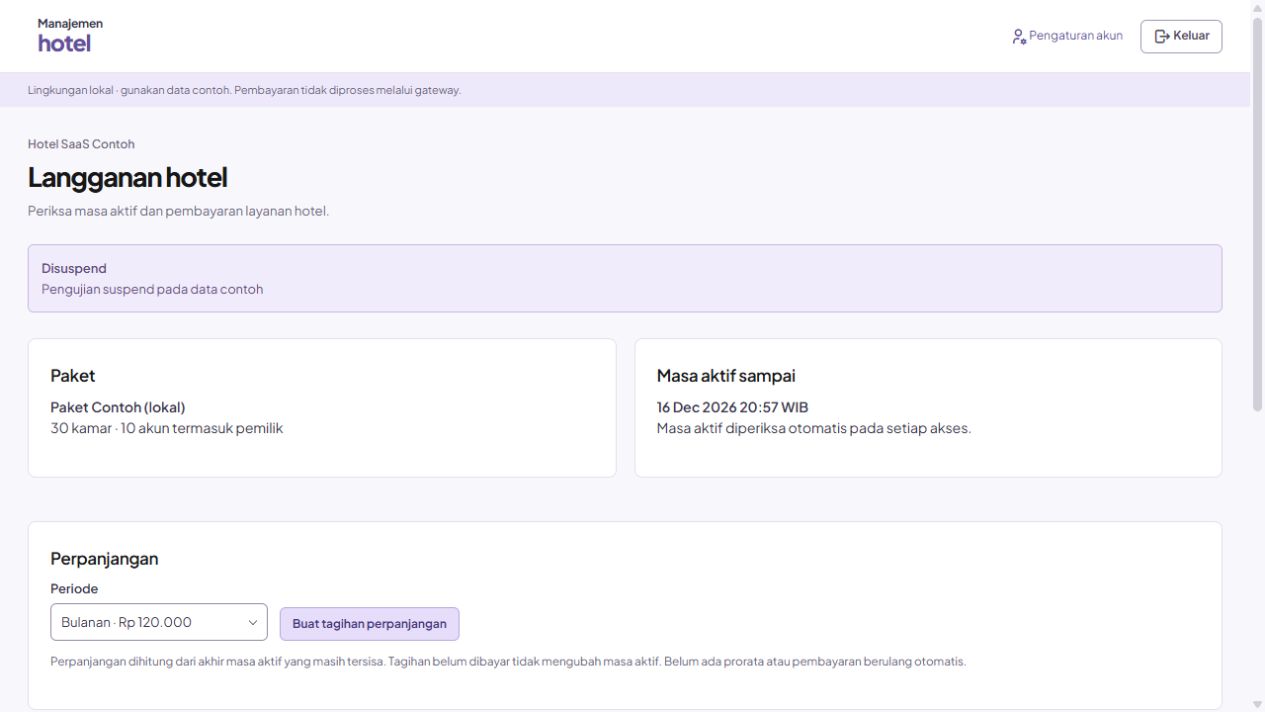 Manajemen
hotel
Pengaturan akun
Keluar
Lingkungan lokal · gunakan data contoh. Pembayaran tidak diproses melalui gateway.
Hotel SaaS Contoh
Langganan hotel
Periksa masa aktif dan pembayaran layanan hotel.
Disuspend
Pengujian suspend pada data contoh
Paket
Paket Contoh (lokal)
30 kamar · 10 akun termasuk pemilik
Masa aktif sampai
16 Dec 2026 20:57 WIB
Masa aktif diperiksa otomatis pada setiap akses.
Perpanjangan
Periode
Bulanan · Rp 120.000
Buat tagihan perpanjangan
Perpanjangan dihitung dari akhir masa aktif yang masih tersisa. Tagihan belum dibayar tidak mengubah masa aktif. Belum ada prorata atau pembayaran berulang otomatis.